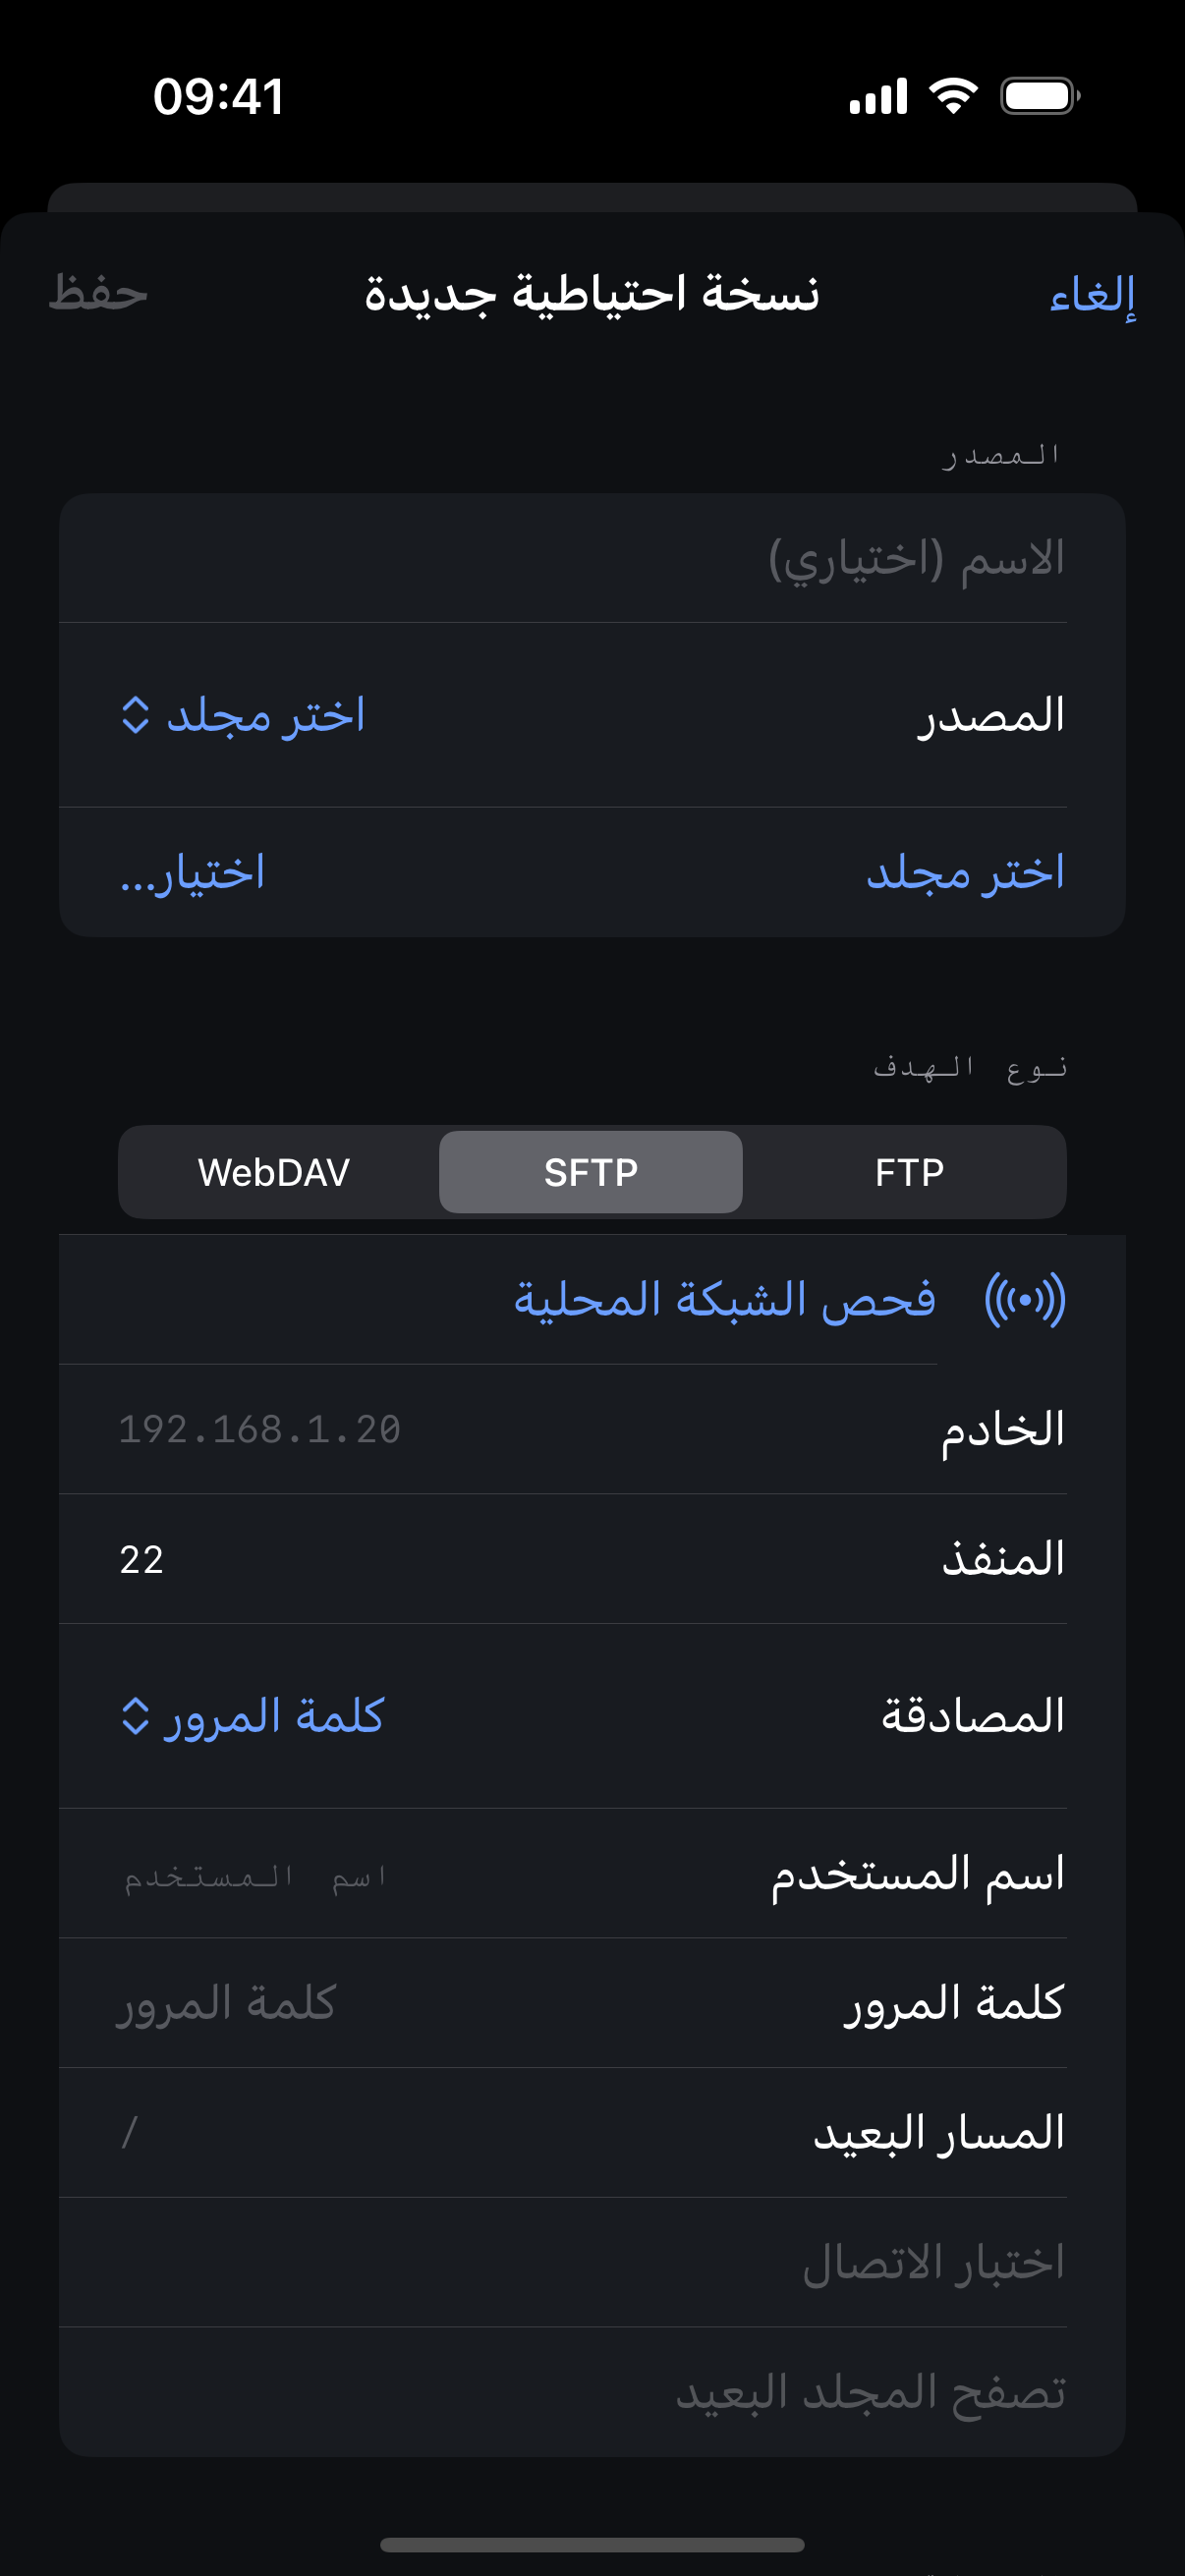 09:41
إلغاء
نسخة احتياطية جديدة
حفظ
المصدر
الاسم (اختياري)
المصدر
اختر مجلد
اختر مجلد
اختيار...
نوع الهدف
FTP
SFTP
WebDAV
فحص الشبكة المحلية
الخادم
192.168.1.20
المنفذ
22
المصادقة
كلمة المرور
اسم المستخدم
اسم المستخدم
كلمة المرور
كلمة المرور
المسار البعيد
/
اختبار الاتصال
تصفح المجلد البعيد